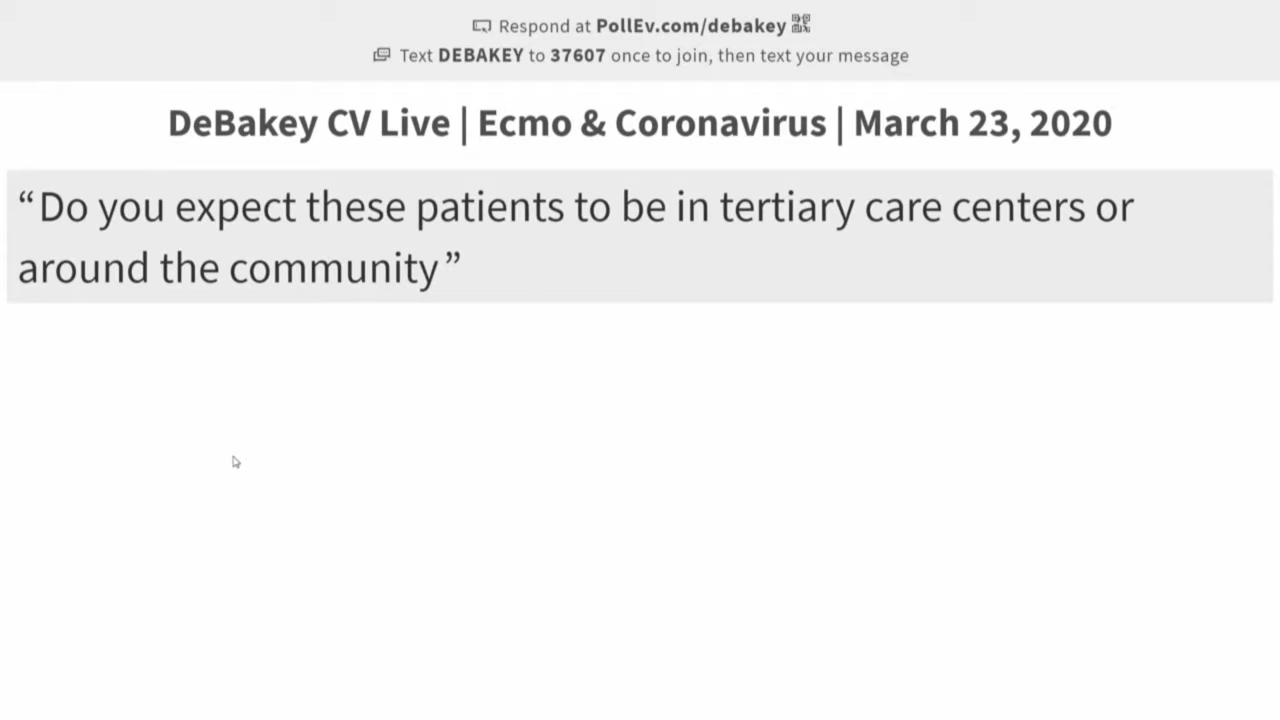 Respond at PollEv.com/debakey
Text DEBAKEY to 37607 once to join, then text your message
DeBakey CV Live | Ecmo & Coronavirus | March 23, 2020
“Do you expect these patients to be in tertiary care centers or
around the community”